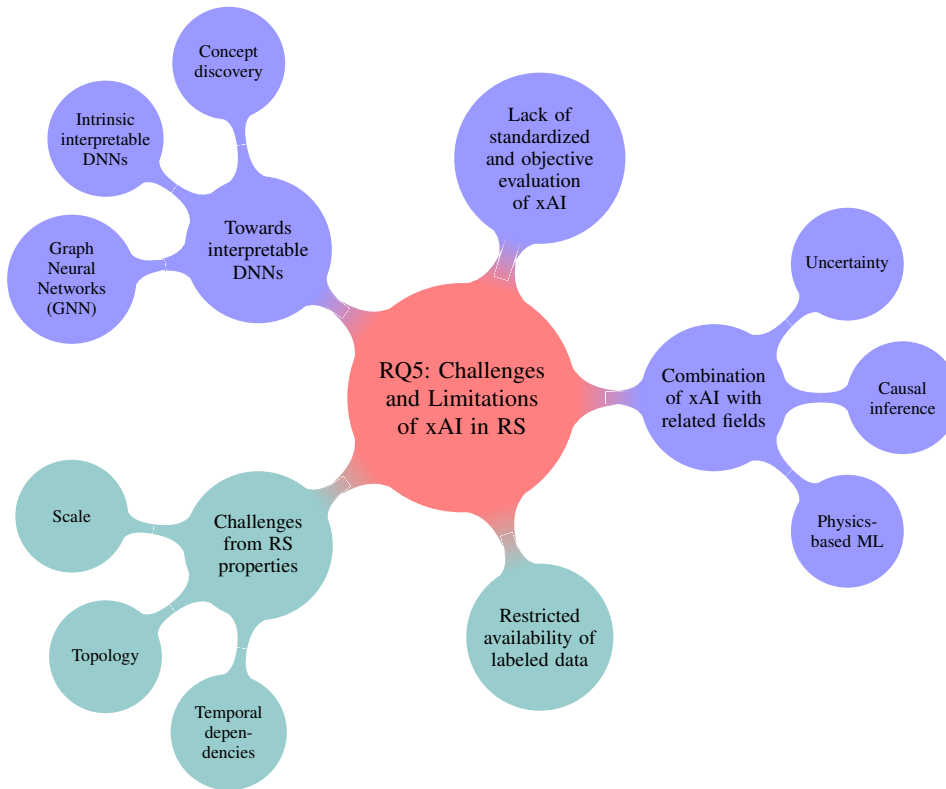 Concept
discovery
Intrinsic
interpretable
DNNs
Graph
Neural
Networks
(GNN)
Towards
interpretable
DNNs
Lack of
standardized
and objective
evaluation
of xAI
RQ5: Challenges
and Limitations
of xAI in RS
Combination
of xAI with
related fields
Uncertainty
Causal
inference
Physics-
based ML
Challenges
from RS
properties
Scale
Topology
Temporal
depen-
dencies
Restricted
availability of
labeled data